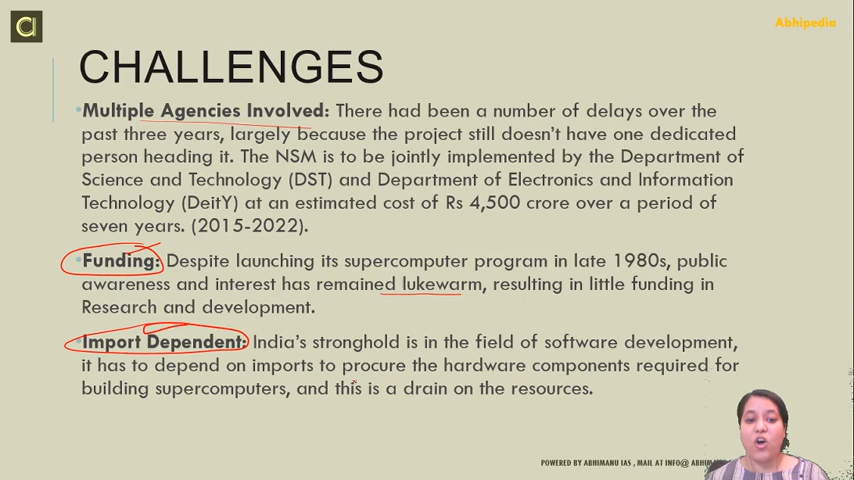 Abhipedia
CHALLENGES
•Multiple Agencies Involved: There had been a number of delays over the
past three years, largely because the project still doesn't have one dedicated
person heading it. The NSM is to be jointly implemented by the Department of
Science and Technology (DST) and Department of Electronics and Information
Technology (DeitY) at an estimated cost of Rs 4,500 crore over a period of
seven years. (2015-2022).
•Funding: Despite launching its supercomputer program in late 1980s, public
awareness and interest has remained lukewarm, resulting in little funding in
Research and development.
•Import Dependent: India's stronghold is in the field of software development,
it has to depend on imports to procure the hardware components required for
building supercomputers, and this is a drain on the resources.
POWERED BY ABHIMANU IAS , MAIL AT INFO@